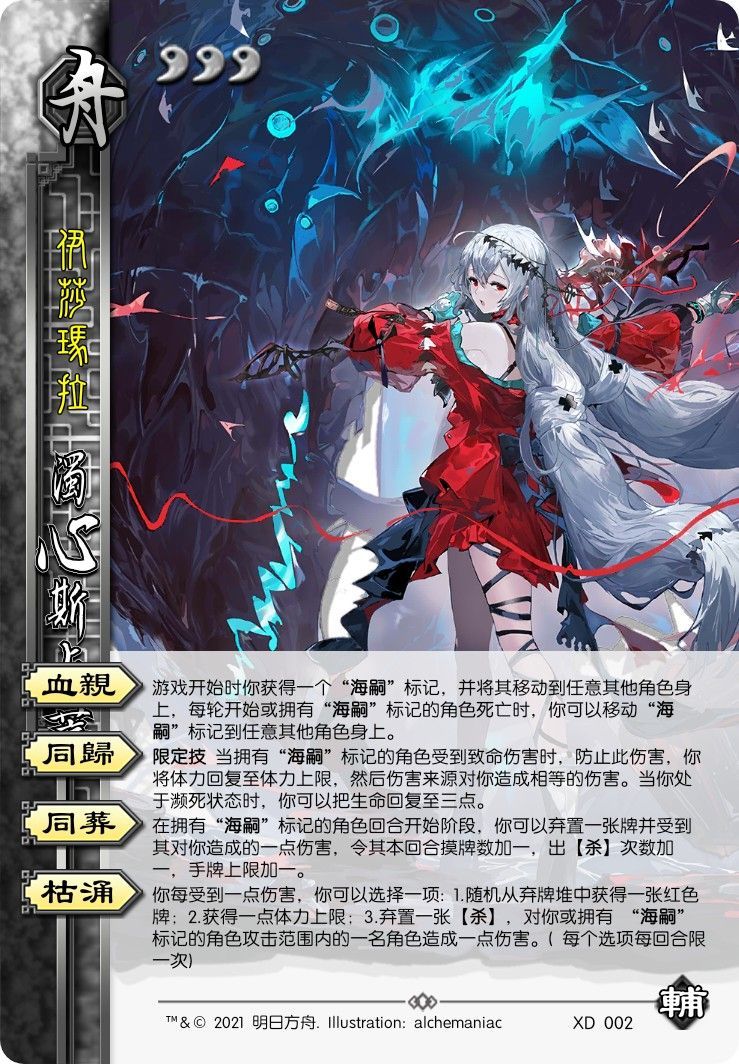 舟
伊莎瑪拉
濁心斯卡蒂
血親
游戏开始时你获得一个“海嗣”标记，并将其移动到任意其他角色身
上，每轮开始或拥有“海嗣”标记的角色死亡时，你可以移动“海
嗣”标记到任意其他角色身上。
同歸
限定技 当拥有“海嗣”标记的角色受到致命伤害时，防止此伤害，你
将体力回复至体力上限，然后伤害来源对你造成相等的伤害。当你处
于濒死状态时，你可以把生命回复至三点。
同葬
在拥有“海嗣”标记的角色回合开始阶段，你可以弃置一张牌并受到
其对你造成的一点伤害，令其本回合摸牌数加一，出【杀】次数加
一，手牌上限加一。
枯涌
你每受到一点伤害，你可以选择一项: 1.随机从弃牌堆中获得一张红色
牌；2.获得一点体力上限；3.弃置一张【杀】，对你或拥有 “海嗣”
标记的角色攻击范围内的一名角色造成一点伤害。( 每个选项每回合限
一次)
輔
™&© 2021 明日方舟. Illustration: alchemaniac
XD 002